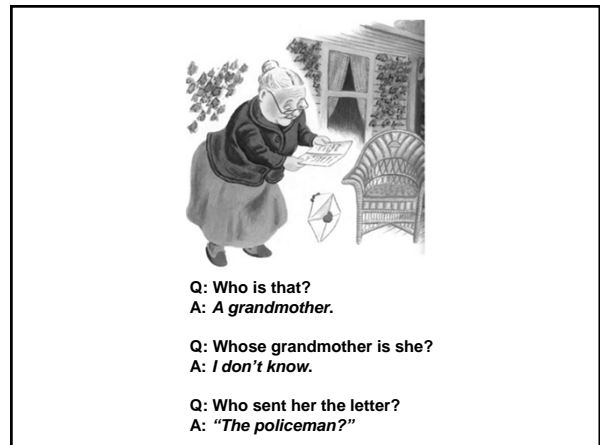 Q: Who is that?
A: A grandmother.
Q: Whose grandmother is she?
A: I don’t know.
Q: Who sent her the letter?
A: “The policeman?”